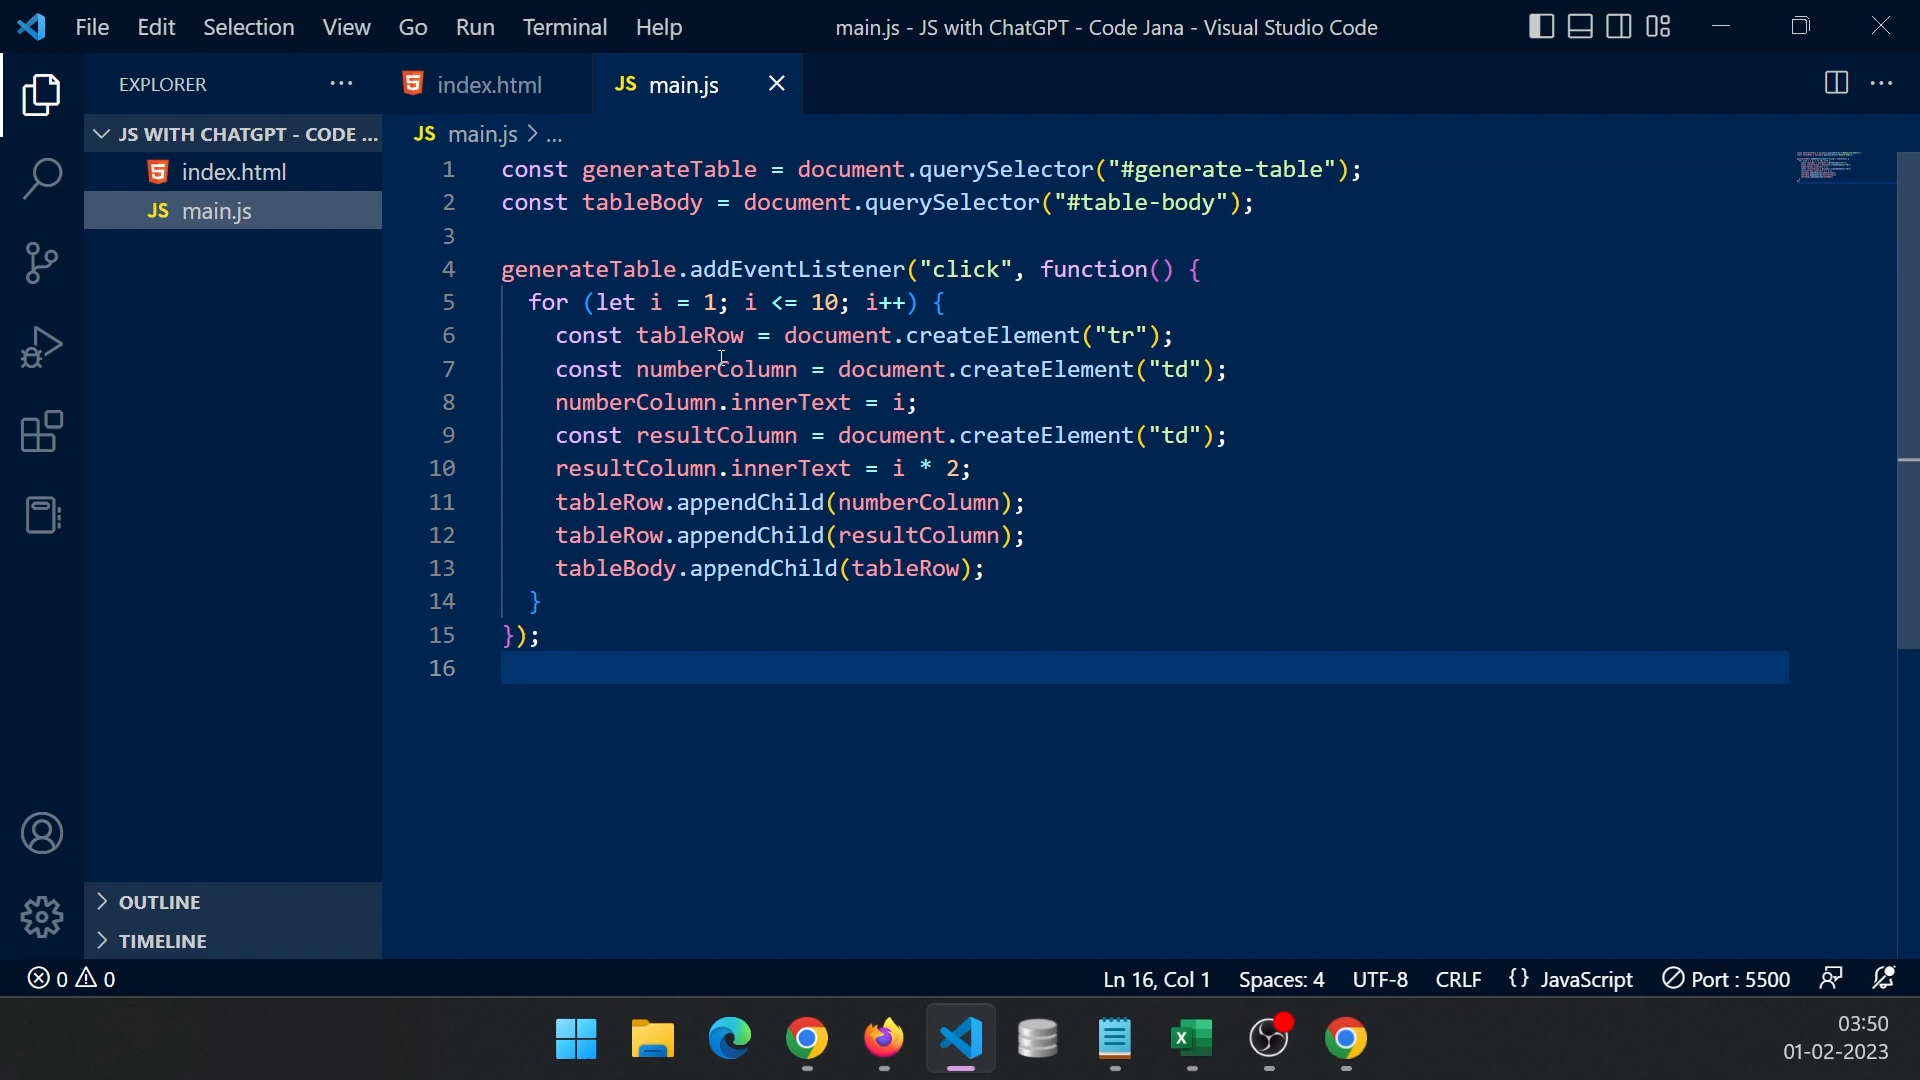 File Edit Selection View Go Run Terminal Help main.js - JS with ChatGPT - Code Jana - Visual Studio Code
EXPLORER
index.html
JS main.js
JS WITH CHATGPT - CODE ...
index.html
JS main.js
JS main.js > ...
1 const generateTable = document.querySelector("#generate-table");
2 const tableBody = document.querySelector("#table-body");
3
4 generateTable.addEventListener("click", function() {
5 for (let i = 1; i <= 10; i++) {
6 const tableRow = document.createElement("tr");
7 const numberColumn = document.createElement("td");
8 numberColumn.innerText = i;
9 const resultColumn = document.createElement("td");
10 resultColumn.innerText = i * 2;
11 tableRow.appendChild(numberColumn);
12 tableRow.appendChild(resultColumn);
13 tableBody.appendChild(tableRow);
14 }
15 });
16
OUTLINE
TIMELINE
0 0 Ln 16, Col 1 Spaces: 4 UTF-8 CRLF {} JavaScript Port : 5500
03:50
01-02-2023